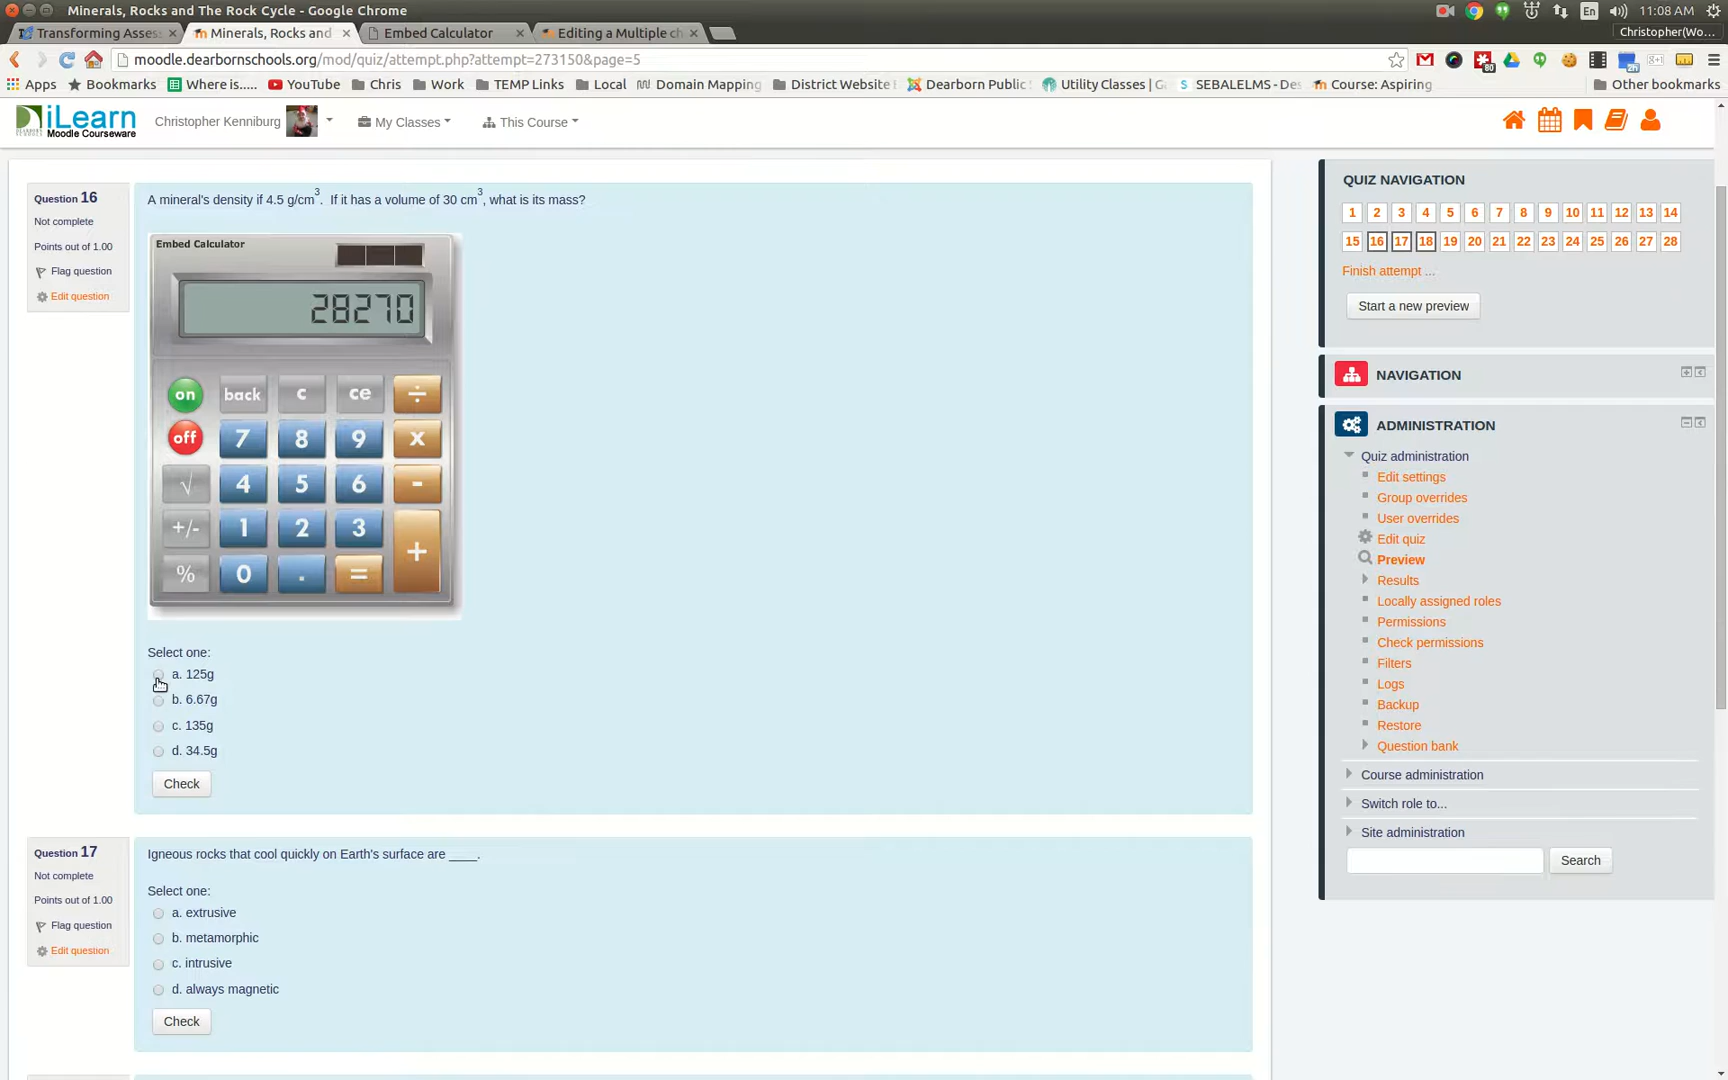 Minerals, Rocks and The Rock Cycle - Google Chrome
11:08 AM
En
Christopher(Wo...
Transforming Asses
Minerals, Rocks and
Embed Calculator
Editing a Multiple ch
moodle.dearbornschools.org/mod/quiz/attempt.php?attempt=273150&page=5
80
Apps
Bookmarks
Where is.....
YouTube
Chris
Work
TEMP Links
Local
Domain Mapping
District Website
Dearborn Public
Utility Classes | G
SEBALELMS - Des
Course: Aspiring
Other bookmarks
iLearn
Moodle Courseware
Christopher Kenniburg
My Classes
This Course
Question 16
Not complete
Points out of 1.00
Flag question
Edit question
A mineral's density if 4.5 g/cm3. If it has a volume of 30 cm3, what is its mass?
Embed Calculator
28270
on back c ce ÷
off 7 8 9 x
√ 4 5 6 -
+/- 1 2 3 +
% 0 . =
Select one:
a. 125g
b. 6.67g
c. 135g
d. 34.5g
Check
Question 17
Not complete
Points out of 1.00
Flag question
Edit question
Igneous rocks that cool quickly on Earth's surface are ____.
Select one:
a. extrusive
b. metamorphic
c. intrusive
d. always magnetic
Check
QUIZ NAVIGATION
1 2 3 4 5 6 7 8 9 10 11 12 13 14
15 16 17 18 19 20 21 22 23 24 25 26 27 28
Finish attempt ...
Start a new preview
NAVIGATION
ADMINISTRATION
Quiz administration
Edit settings
Group overrides
User overrides
Edit quiz
Preview
Results
Locally assigned roles
Permissions
Check permissions
Filters
Logs
Backup
Restore
Question bank
Course administration
Switch role to...
Site administration
Search